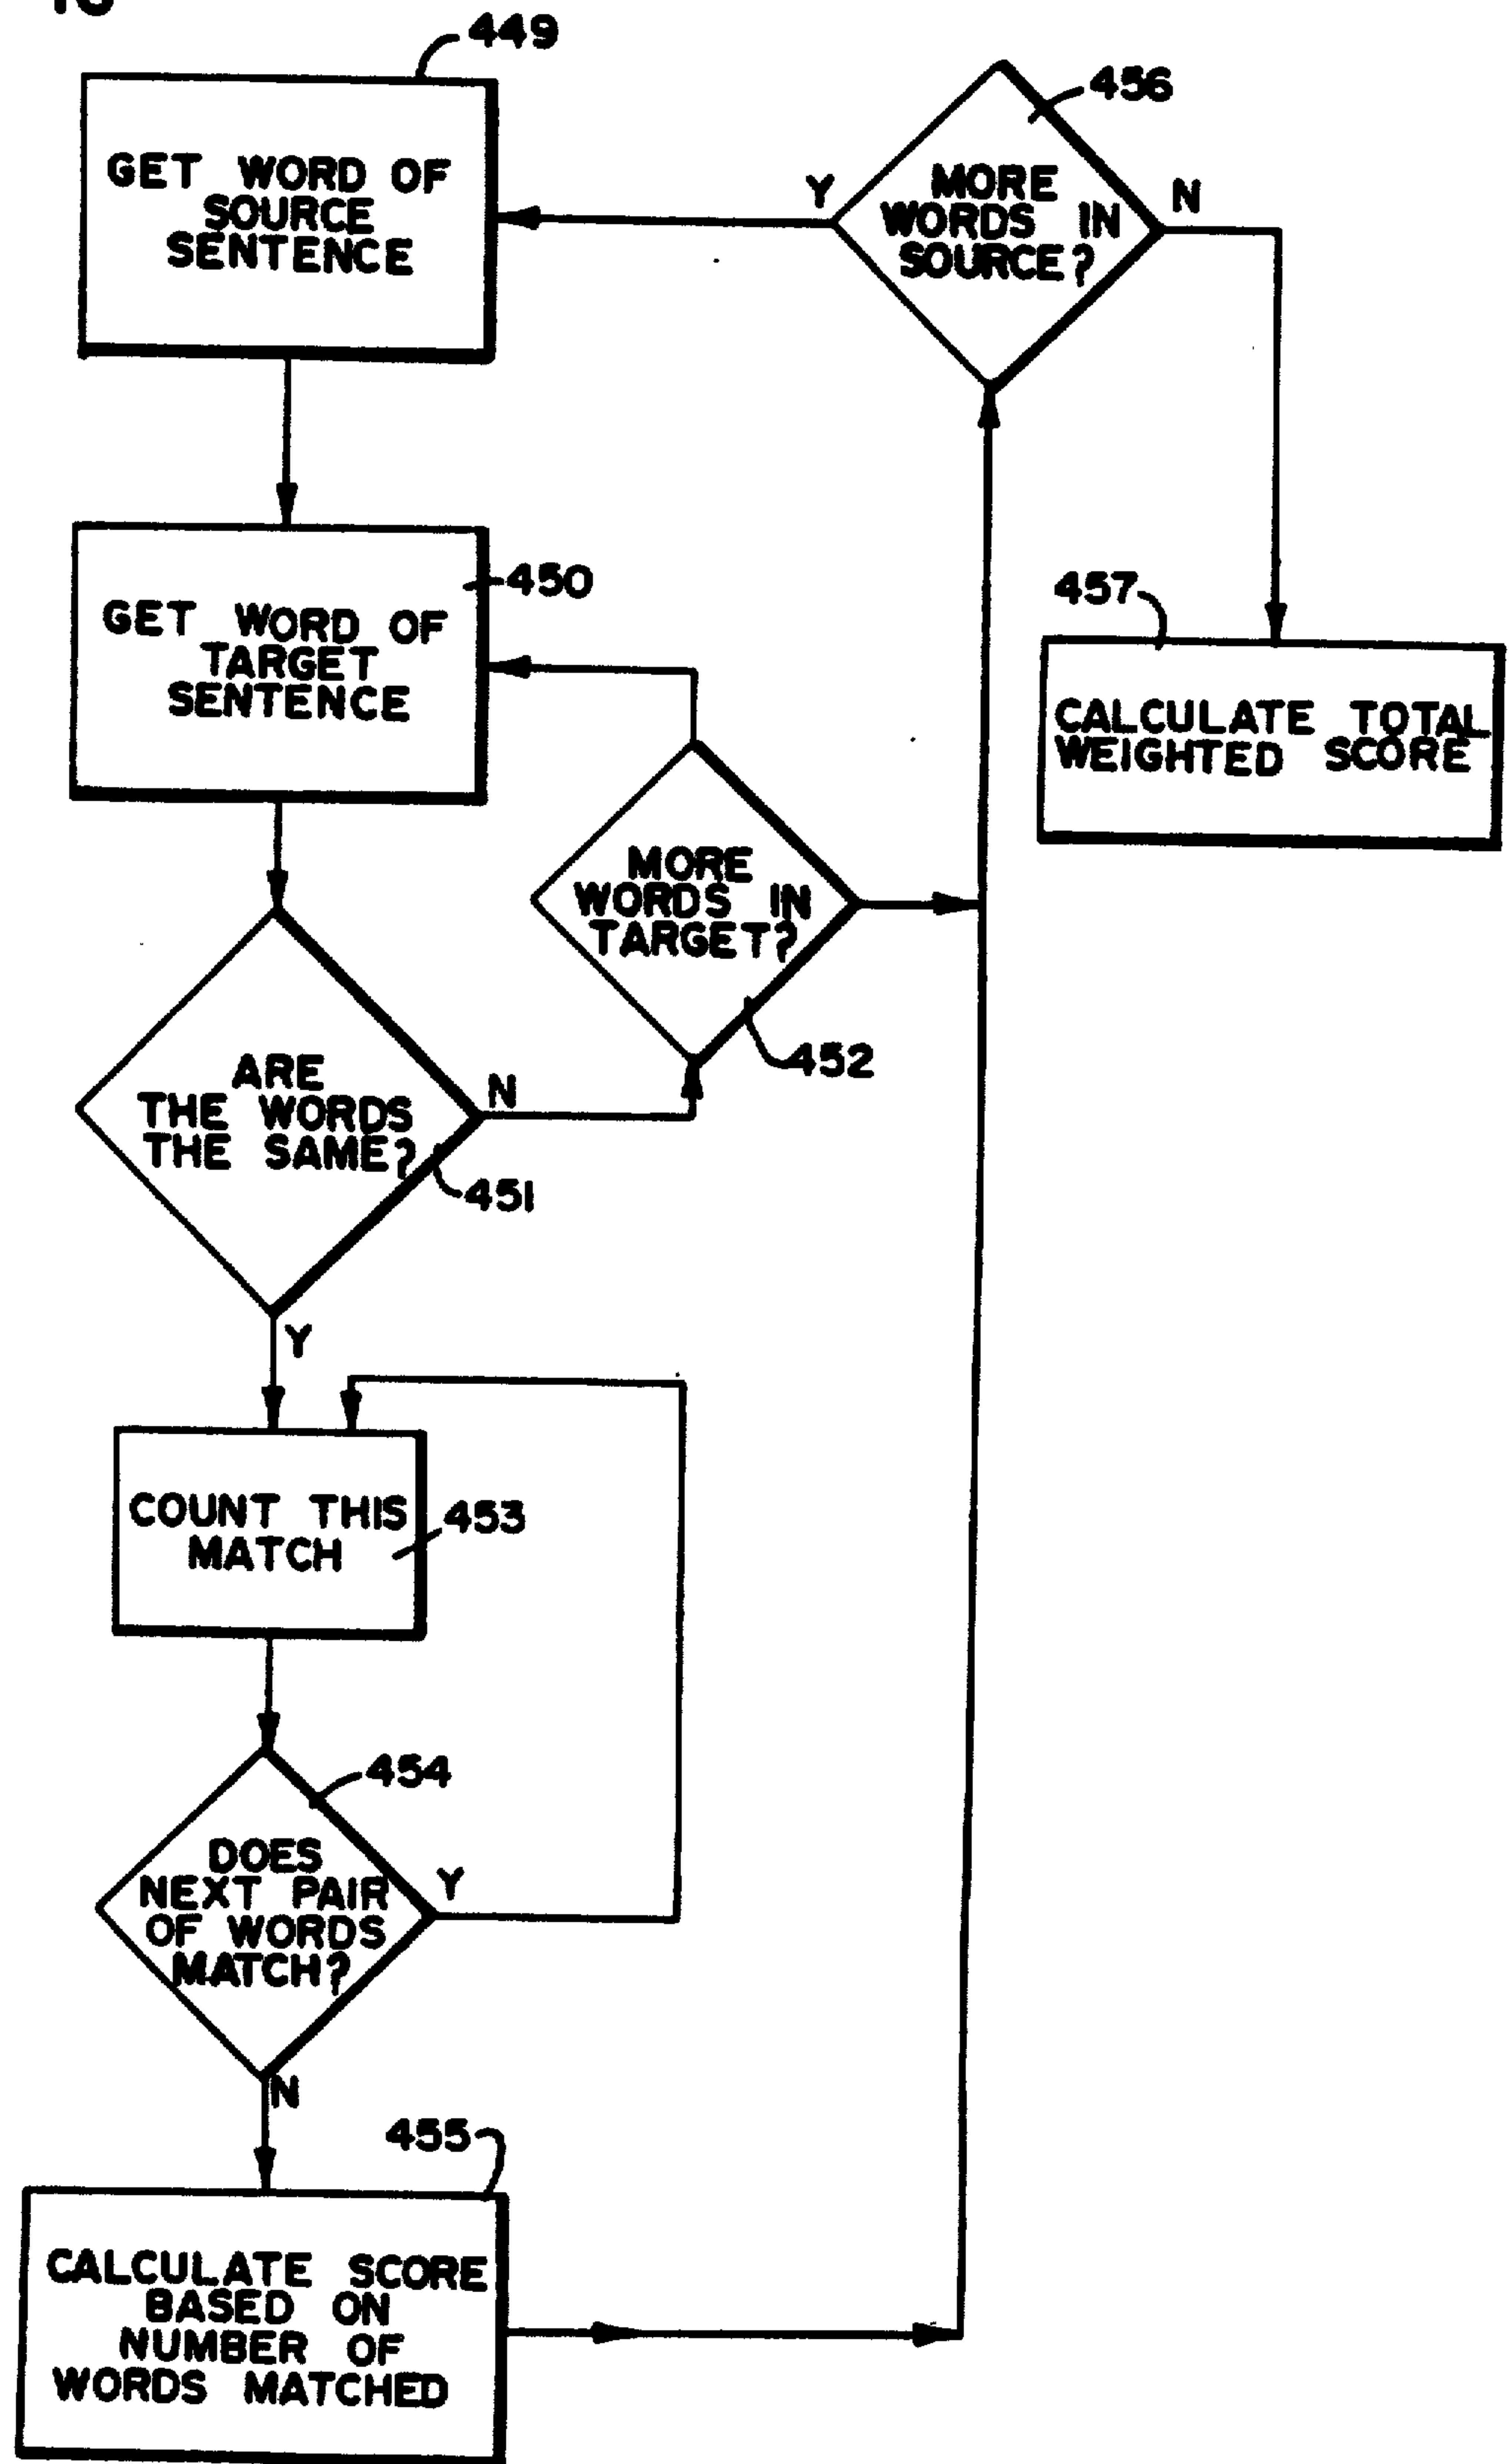 449
GET WORD OF
SOURCE
SENTENCE
456
MORE
WORDS IN
SOURCE?
Y
N
450
GET WORD OF
TARGET
SENTENCE
457
CALCULATE TOTAL
WEIGHTED SCORE
MORE
WORDS IN
TARGET?
452
ARE
THE WORDS
THE SAME?
N
451
Y
COUNT THIS
MATCH
453
454
DOES
NEXT PAIR
OF WORDS
MATCH?
Y
N
455
CALCULATE SCORE
BASED ON
NUMBER OF
WORDS MATCHED